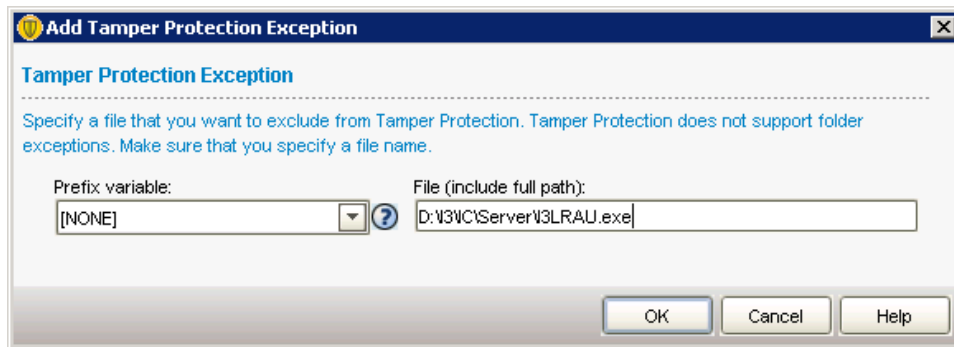 Add Tamper Protection Exception
Tamper Protection Exception
Specify a file that you want to exclude from Tamper Protection. Tamper Protection does not support folder
exceptions. Make sure that you specify a file name.
Prefix variable:
File (include full path):
[NONE]
D:\I3\IC\Server\I3LRAU.exe
OK
Cancel
Help